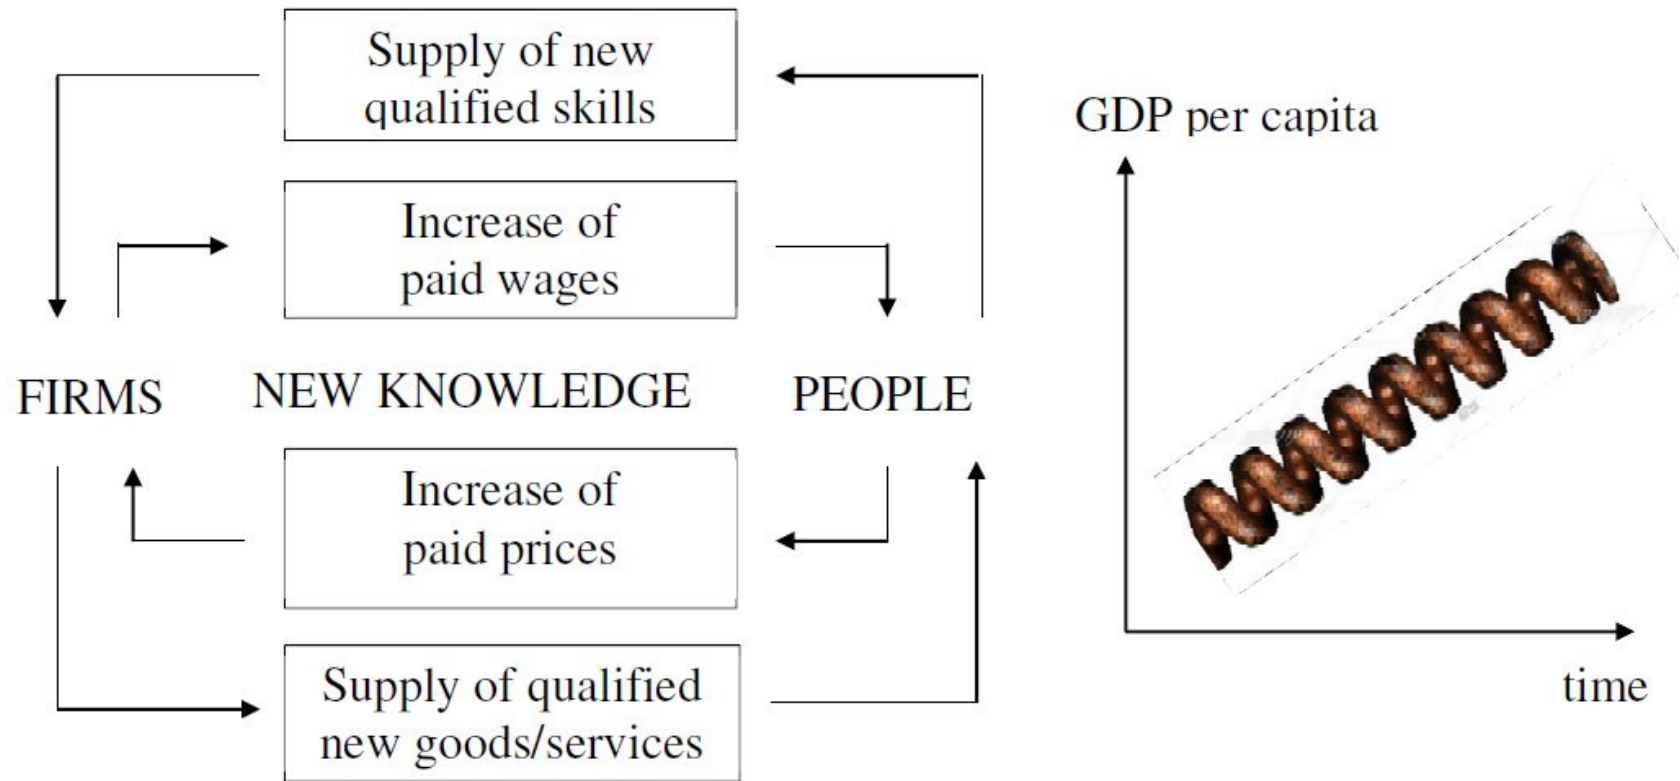 Supply of new
qualified skills
GDP per capita
Increase of
paid wages
FIRMS NEW KNOWLEDGE PEOPLE
Increase of
paid prices
Supply of qualified
new goods/services
time